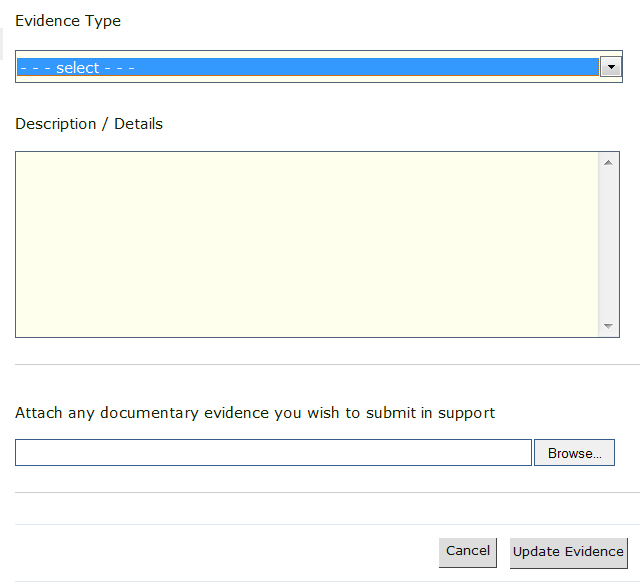 Evidence Type
- - - select - - -
Description / Details
Attach any documentary evidence you wish to submit in support
Browse...
Cancel
Update Evidence